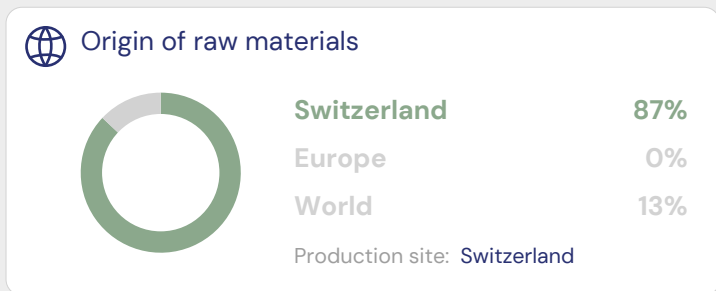 Origin of raw materials
Switzerland 87%
Europe 0%
World 13%
Production site: Switzerland